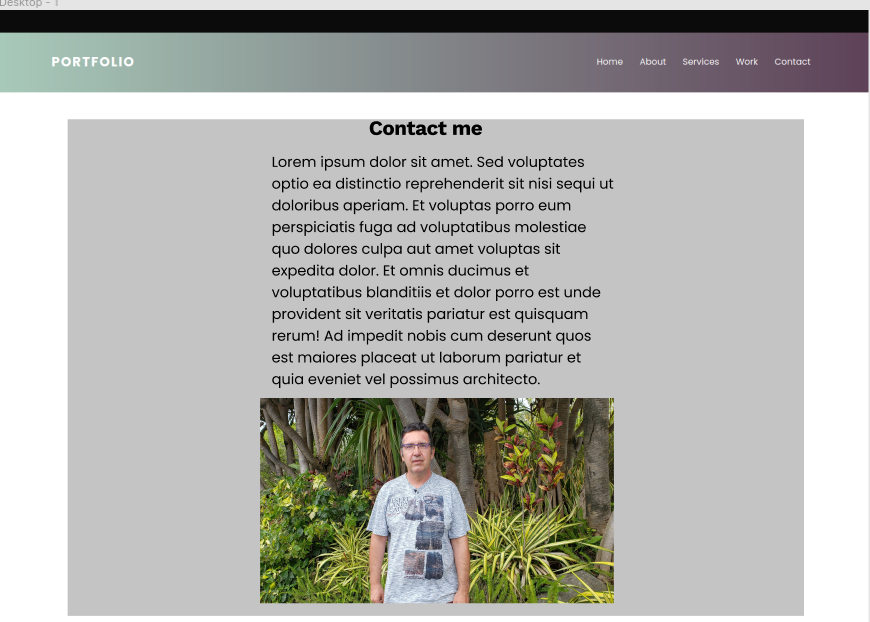 Desktop - 1
PORTFOLIO
Home About Services Work Contact
Contact me
Lorem ipsum dolor sit amet. Sed voluptates
optio ea distinctio reprehenderit sit nisi sequi ut
doloribus aperiam. Et voluptas porro eum
perspiciatis fuga ad voluptatibus molestiae
quo dolores culpa aut amet voluptas sit
expedita dolor. Et omnis ducimus et
voluptatibus blanditiis et dolor porro est unde
provident sit veritatis pariatur est quisquam
rerum! Ad impedit nobis cum deserunt quos
est maiores placeat ut laborum pariatur et
quia eveniet vel possimus architecto.